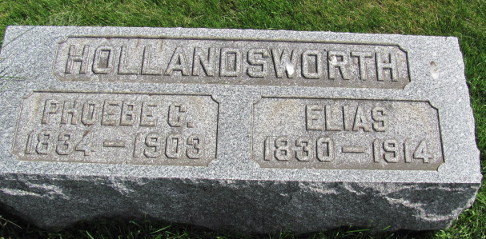 HOLLANDSWORTH
PHOEBE C.
1834 — 1903
ELIAS
1830 — 1914